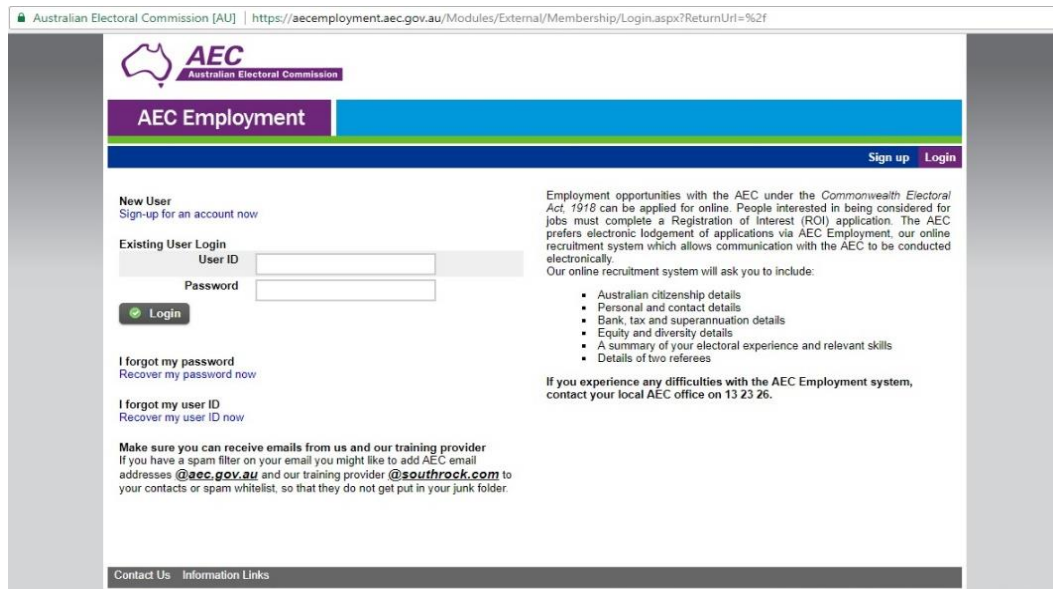 Australian Electoral Commission [AU] | https://aecemployment.aec.gov.au/Modules/External/Membership/Login.aspx?ReturnUrl=%2f
AEC
Australian Electoral Commission
AEC Employment
Sign up Login
New User
Sign-up for an account now
Existing User Login
User ID
Password
Login
I forgot my password
Recover my password now
I forgot my user ID
Recover my user ID now
Make sure you can receive emails from us and our training provider
If you have a spam filter on your email you might like to add AEC email
addresses @aec.gov.au and our training provider @southrock.com to
your contacts or spam whitelist, so that they do not get put in your junk folder.
Employment opportunities with the AEC under the Commonwealth Electoral
Act, 1918 can be applied for online. People interested in being considered for
jobs must complete a Registration of Interest (ROI) application. The AEC
prefers electronic lodgement of applications via AEC Employment, our online
recruitment system which allows communication with the AEC to be conducted
electronically.
Our online recruitment system will ask you to include:
▪ Australian citizenship details
▪ Personal and contact details
▪ Bank, tax and superannuation details
▪ Equity and diversity details
▪ A summary of your electoral experience and relevant skills
▪ Details of two referees
If you experience any difficulties with the AEC Employment system,
contact your local AEC office on 13 23 26.
Contact Us Information Links